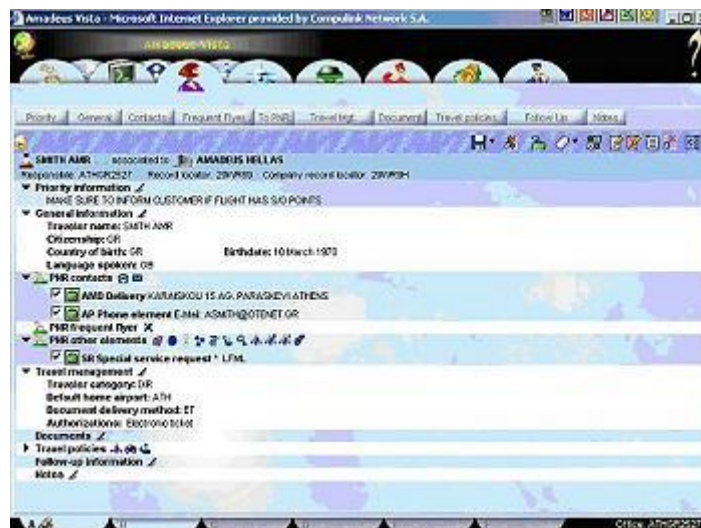 Amadeus Vista - Microsoft Internet Explorer provided by Compulink Network S.A.
Amadeus Vista
Priority General Contacts Frequent Flyer To PNR Travel Mgt. Document Travel policies Follow Up Notes
SMITH AMR associated to AMADEUS HELLAS
Responsible: Record locator: Company record locator:
Priority information
MAKE SURE TO INFORM CUSTOMER IF FLIGHT HAS S/O POINTS
General information
Traveler name: SMITH AMR
Citizenship: GR
Country of birth: GR Birthdate: 10 March 1970
Language spoken: GB
PNR contacts
AMD Delivery KARAISKOU 15 AG. PARASKEVI ATHENS
AP Phone element E-Mail: ASMITH@OTENET.GR
PNR frequent flyer
PNR other elements
SR Special service request * LFML
Travel management
Traveler category: DIR
Default home airport: ATH
Document delivery method: ET
Authorizations: Electronic ticket
Documents
Travel policies
Follow-up information
Notes